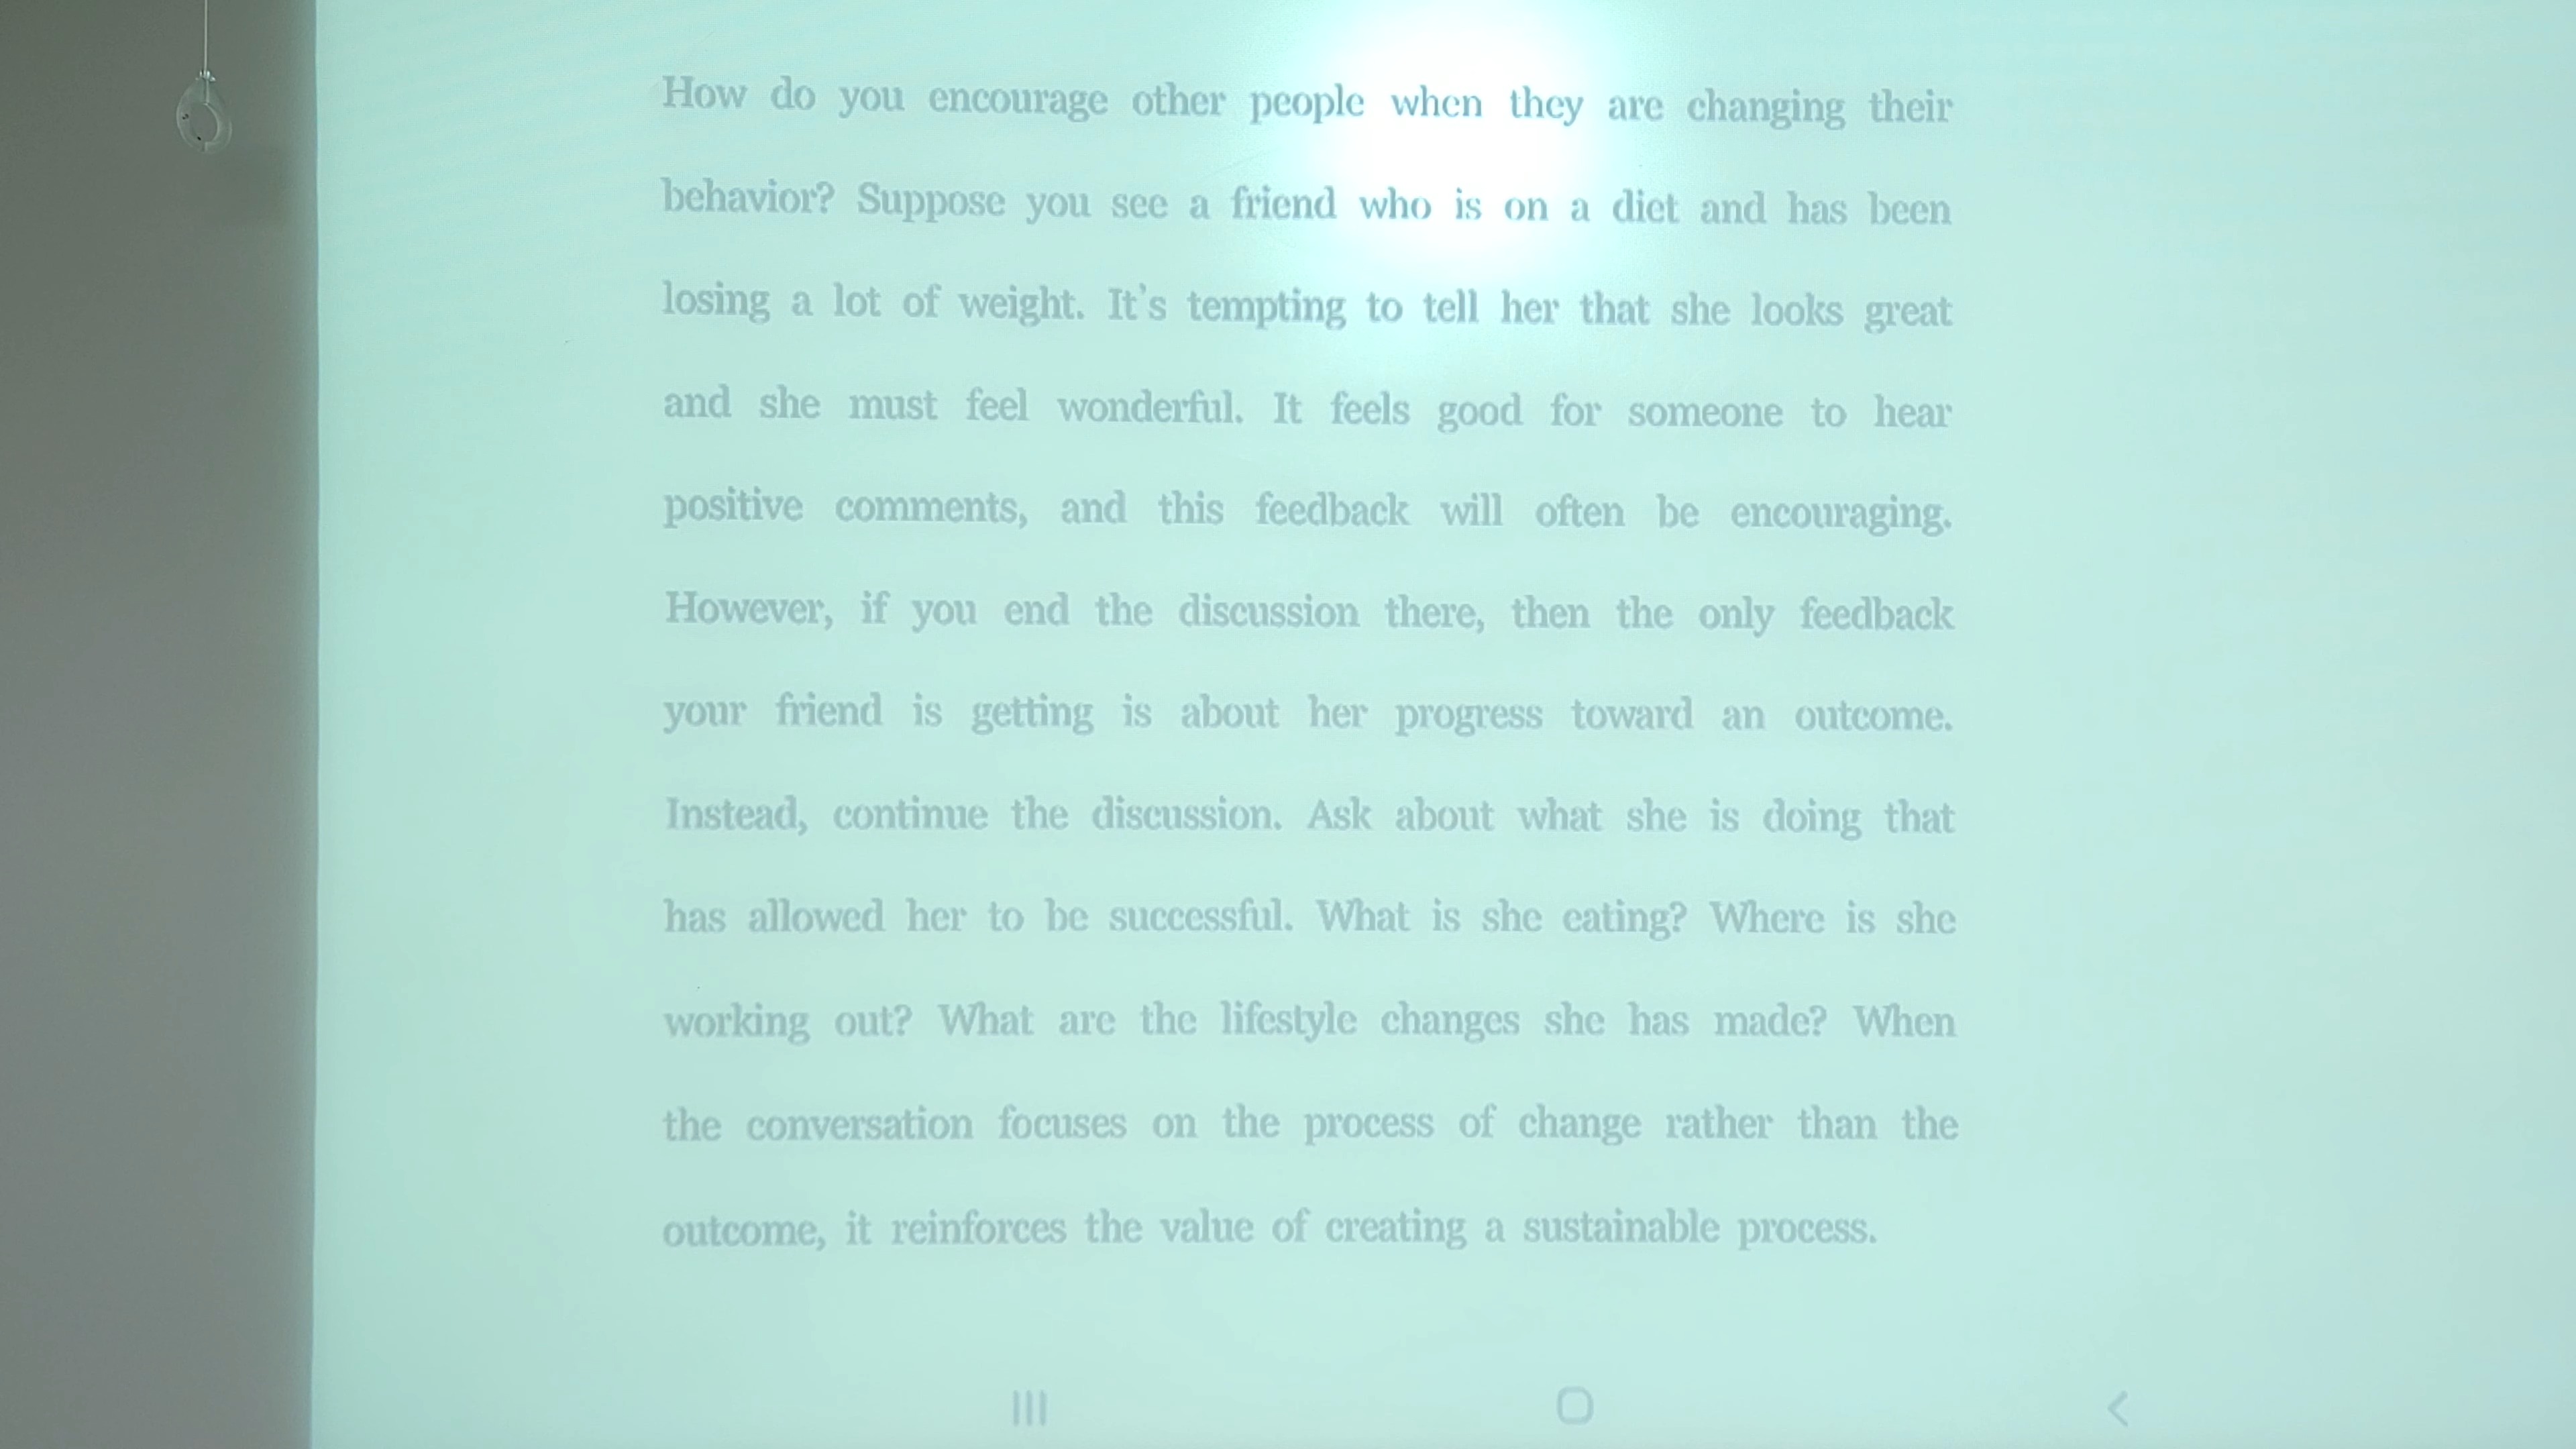 How do you encourage other people when they are changing their
behavior? Suppose you see a friend who is on a diet and has been
losing a lot of weight. It's tempting to tell her that she looks great
and she must feel wonderful. It feels good for someone to hear
positive comments, and this feedback will often be encouraging.
However, if you end the discussion there, then the only feedback
your friend is getting is about her progress toward an outcome.
Instead, continue the discussion. Ask about what she is doing that
has allowed her to be successful. What is she eating? Where is she
working out? What are the lifestyle changes she has made? When
the conversation focuses on the process of change rather than the
outcome, it reinforces the value of creating a sustainable process.